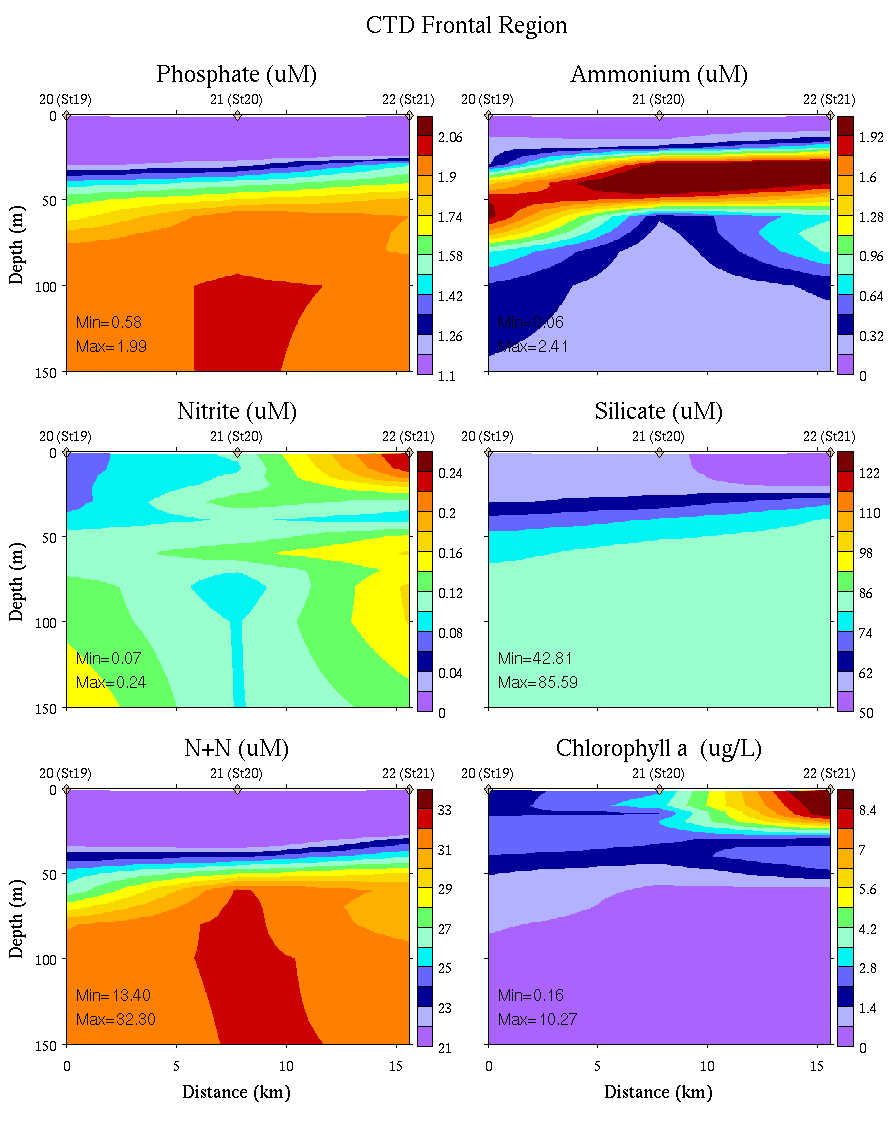 CTD Frontal Region
Phosphate (uM)
20 (St19) 21 (St20) 22 (St21)
0
50
100
150
Depth (m)
Min=0.58
Max=1.99
2.06
1.9
1.74
1.58
1.42
1.26
1.1
Ammonium (uM)
20 (St19) 21 (St20) 22 (St21)
Min=0.06
Max=2.41
1.92
1.6
1.28
0.96
0.64
0.32
0
Nitrite (uM)
20 (St19) 21 (St20) 22 (St21)
0
50
100
150
Depth (m)
Min=0.07
Max=0.24
0.24
0.2
0.16
0.12
0.08
0.04
0
Silicate (uM)
20 (St19) 21 (St20) 22 (St21)
Min=42.81
Max=85.59
122
110
98
86
74
62
50
N+N (uM)
20 (St19) 21 (St20) 22 (St21)
0
50
100
150
Depth (m)
Min=13.40
Max=32.30
33
31
29
27
25
23
21
0 5 10 15
Distance (km)
Chlorophyll a (ug/L)
20 (St19) 21 (St20) 22 (St21)
Min=0.16
Max=10.27
8.4
7
5.6
4.2
2.8
1.4
0
0 5 10 15
Distance (km)